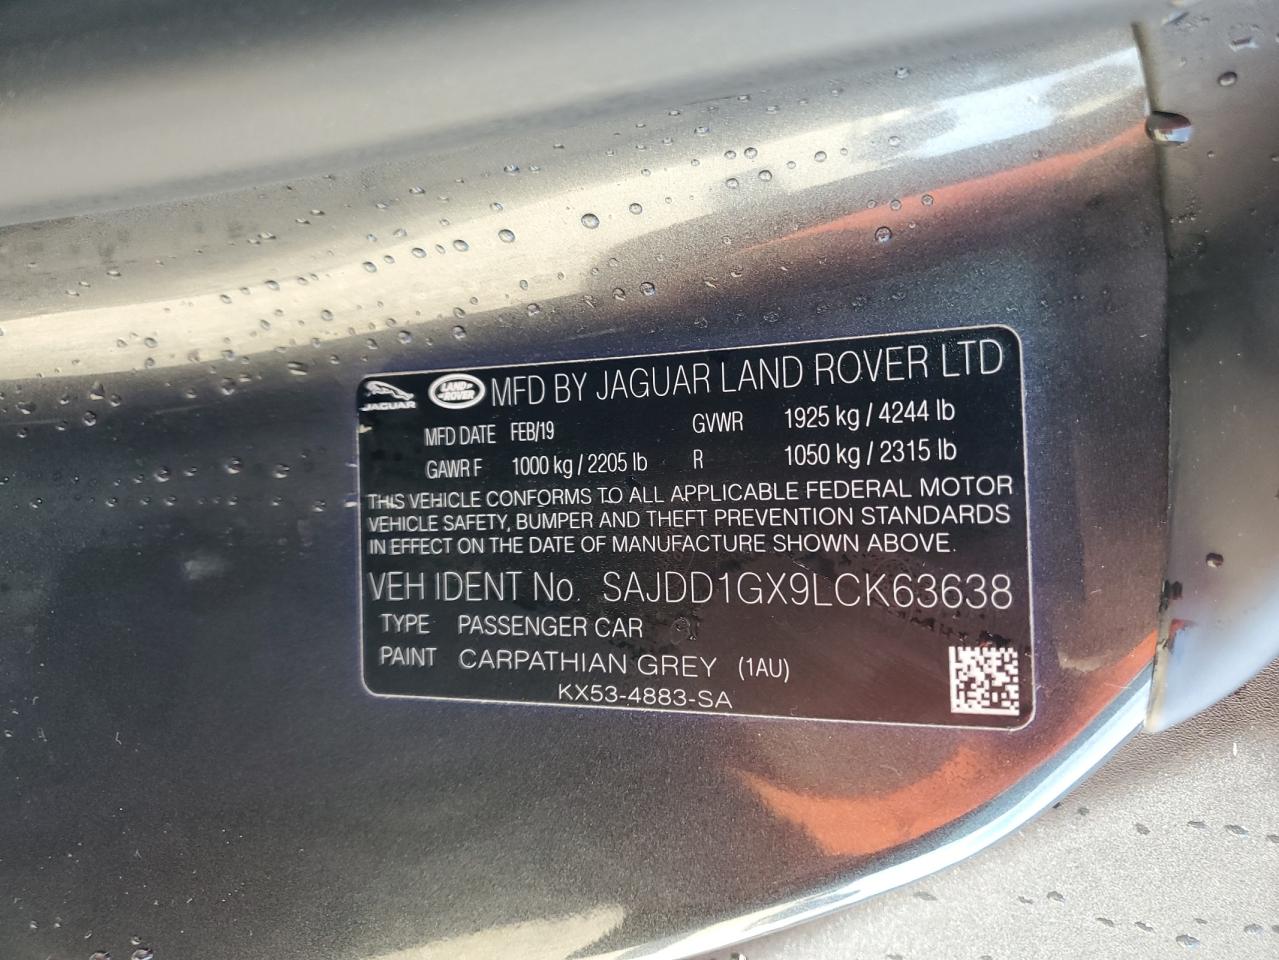 JAGUAR LAND ROVER MFD BY JAGUAR LAND ROVER LTD
MFD DATE FEB/19 GVWR 1925 kg / 4244 lb
GAWR F 1000 kg / 2205 lb R 1050 kg / 2315 lb
THIS VEHICLE CONFORMS TO ALL APPLICABLE FEDERAL MOTOR
VEHICLE SAFETY, BUMPER AND THEFT PREVENTION STANDARDS
IN EFFECT ON THE DATE OF MANUFACTURE SHOWN ABOVE.
VEH IDENT No. SAJDD1GX9LCK63638
TYPE PASSENGER CAR
PAINT CARPATHIAN GREY (1AU)
KX53-4883-SA